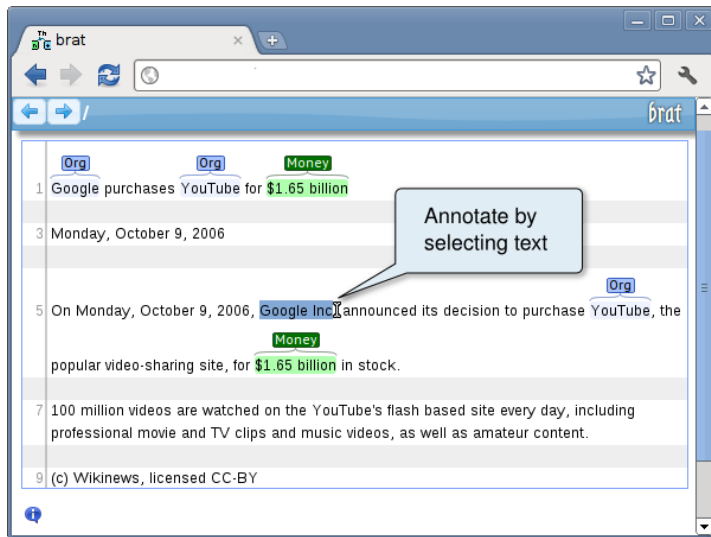 brat
/ brat
Org Org Money
1 Google purchases YouTube for $1.65 billion
Annotate by
selecting text
3 Monday, October 9, 2006
Org
5 On Monday, October 9, 2006, Google Inc. announced its decision to purchase YouTube, the
Money
popular video-sharing site, for $1.65 billion in stock.
7 100 million videos are watched on the YouTube's flash based site every day, including
professional movie and TV clips and music videos, as well as amateur content.
9 (c) Wikinews, licensed CC-BY